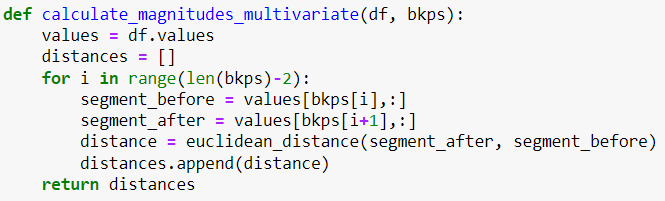 def calculate_magnitudes_multivariate(df, bkps):
    values = df.values
    distances = []
    for i in range(len(bkps)-2):
        segment_before = values[bkps[i],:]
        segment_after = values[bkps[i+1],:]
        distance = euclidean_distance(segment_after, segment_before)
        distances.append(distance)
    return distances